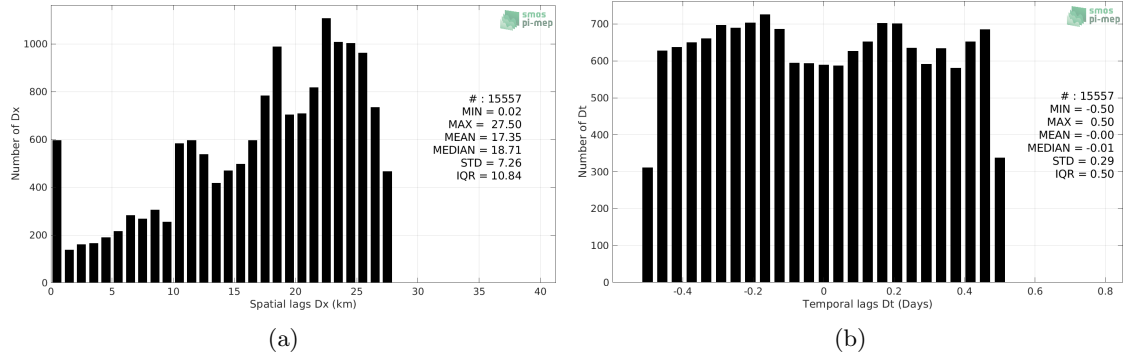 smos
pi-mep
1000
800
600
400
200
0
Number of Dx
# : 15557
MIN = 0.02
MAX = 27.50
MEAN = 17.35
MEDIAN = 18.71
STD = 7.26
IQR = 10.84
0 5 10 15 20 25 30 35 40
Spatial lags Dx (km)
(a)
smos
pi-mep
700
600
500
400
300
200
100
0
Number of Dt
# : 15557
MIN = -0.50
MAX = 0.50
MEAN = -0.00
MEDIAN = -0.01
STD = 0.29
IQR = 0.50
-0.4 -0.2 0 0.2 0.4 0.6 0.8
Temporal lags Dt (Days)
(b)